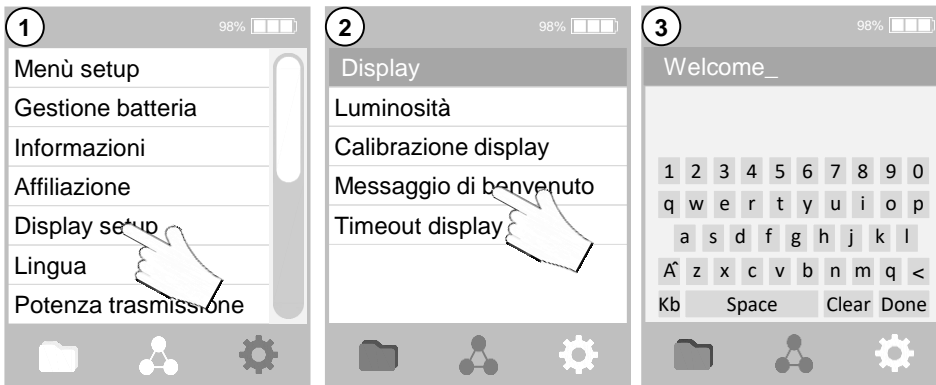 1
98%
Menù setup
Gestione batteria
Informazioni
Affiliazione
Display setup
Lingua
Potenza trasmissione
2
98%
Display
Luminosità
Calibrazione display
Messaggio di benvenuto
Timeout display
3
98%
Welcome_
1 2 3 4 5 6 7 8 9 0
q w e r t y u i o p
a s d f g h j k l
A^ z x c v b n m q <
Kb Space Clear Done